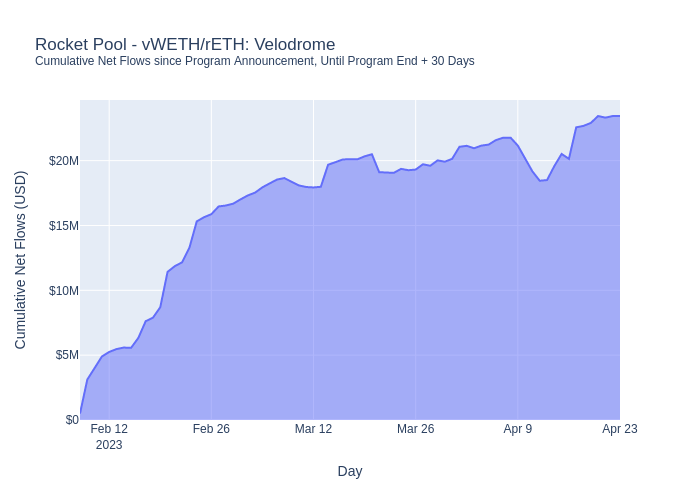 Rocket Pool - vWETH/rETH: Velodrome
Cumulative Net Flows since Program Announcement, Until Program End + 30 Days
Cumulative Net Flows (USD)
$20M
$15M
$10M
$5M
$0
Feb 12 Feb 26 Mar 12 Mar 26 Apr 9 Apr 23
2023
Day